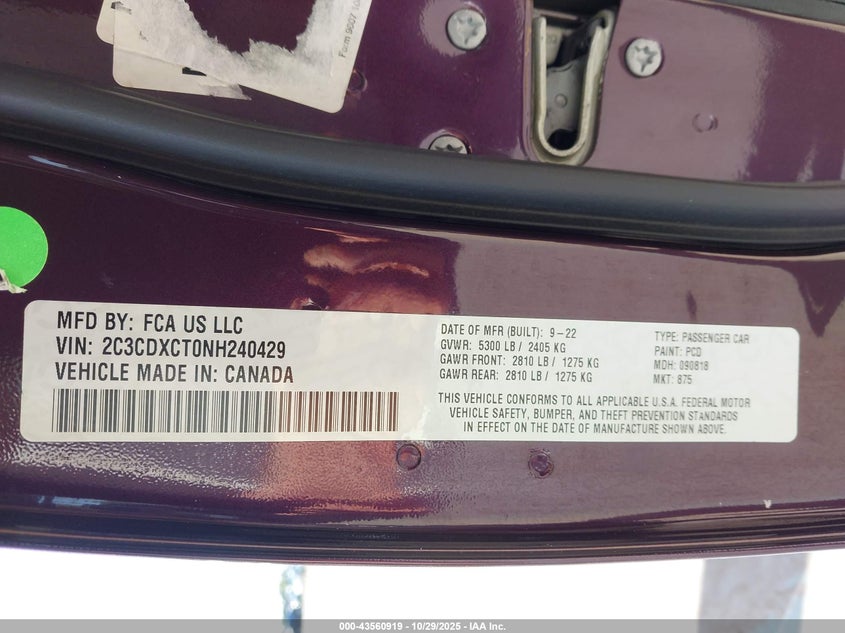 Form 9607
MFD BY: FCA US LLC
VIN: 2C3CDXCT0NH240429
VEHICLE MADE IN: CANADA
DATE OF MFR (BUILT): 9-22
GVWR: 5300 LB / 2405 KG
GAWR FRONT: 2810 LB / 1275 KG
GAWR REAR: 2810 LB / 1275 KG
TYPE: PASSENGER CAR
PAINT: PCD
MDH: 090818
MKT: 875
THIS VEHICLE CONFORMS TO ALL APPLICABLE U.S.A. FEDERAL MOTOR
VEHICLE SAFETY, BUMPER, AND THEFT PREVENTION STANDARDS
IN EFFECT ON THE DATE OF MANUFACTURE SHOWN ABOVE.
000-43560919 - 10/29/2025 - IAA Inc.